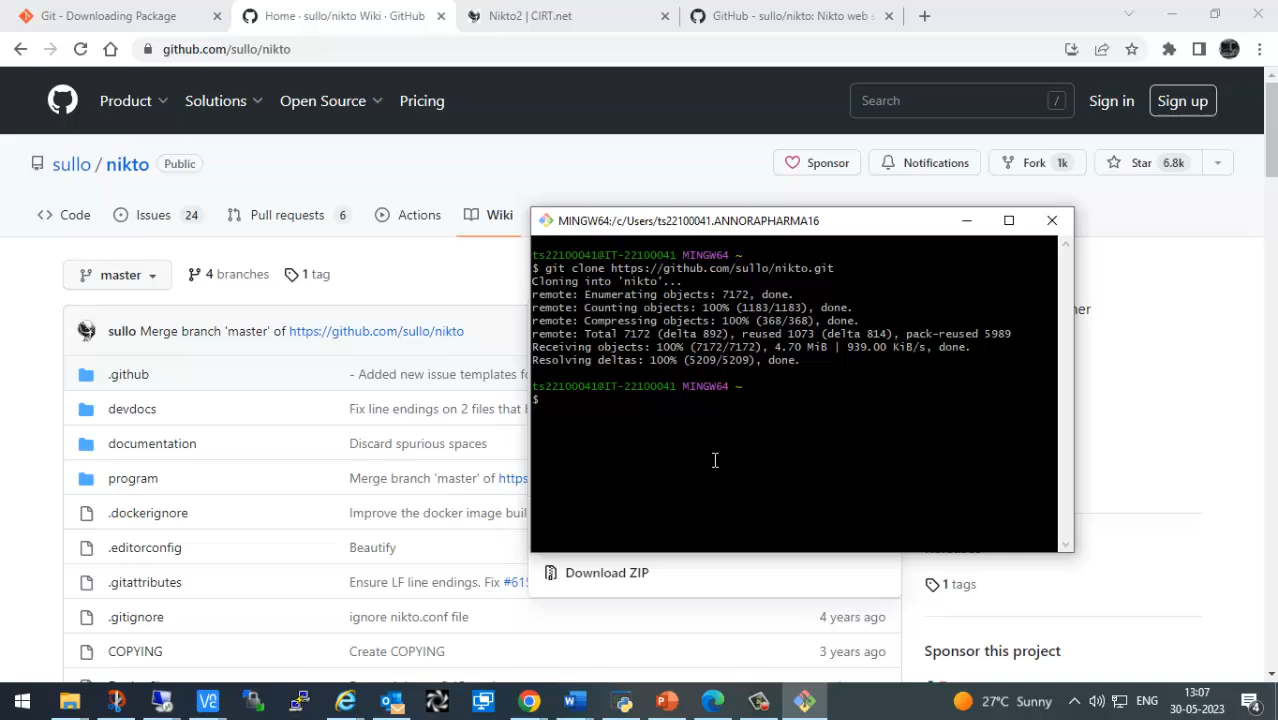 Git - Downloading Package
Home · sullo/nikto Wiki · GitHub
Nikto2 | CIRT.net
GitHub - sullo/nikto: Nikto web
github.com/sullo/nikto
Product
Solutions
Open Source
Pricing
Search
/
Sign in
Sign up
sullo / nikto
Public
Sponsor
Notifications
Fork 1k
Star 6.8k
Code
Issues 24
Pull requests 6
Actions
Wiki
master
4 branches
1 tag
sullo Merge branch 'master' of https://github.com/sullo/nikto
.github
- Added new issue templates
devdocs
Fix line endings on 2 files that
documentation
Discard spurious spaces
program
Merge branch 'master' of https
.dockerignore
Improve the docker image buil
.editorconfig
Beautify
.gitattributes
Ensure LF line endings. Fix #615
.gitignore
ignore nikto.conf file
4 years ago
COPYING
Create COPYING
3 years ago
MINGW64:/c/Users/ts22100041.ANNORAPHARMA16
ts22100041@IT-22100041 MINGW64 ~
$ git clone https://github.com/sullo/nikto.git
Cloning into 'nikto'...
remote: Enumerating objects: 7172, done.
remote: Counting objects: 100% (1183/1183), done.
remote: Compressing objects: 100% (368/368), done.
remote: Total 7172 (delta 892), reused 1073 (delta 814), pack-reused 5989
Receiving objects: 100% (7172/7172), 4.70 MiB | 939.00 KiB/s, done.
Resolving deltas: 100% (5209/5209), done.
ts22100041@IT-22100041 MINGW64 ~
$
Download ZIP
ner
1 tags
Sponsor this project
27°C Sunny
ENG
13:07
30-05-2023
4